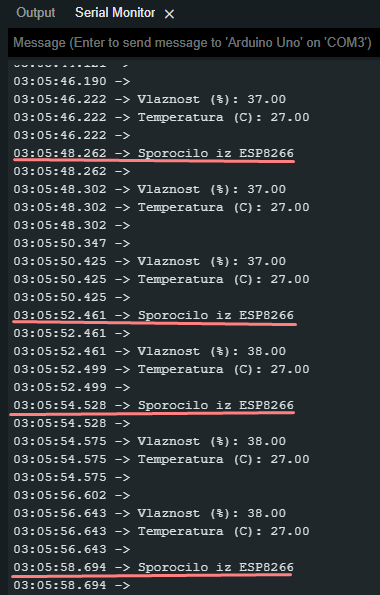 Output Serial Monitor ×
Message (Enter to send message to 'Arduino Uno' on 'COM3')
03:05:46.190 ->
03:05:46.222 -> Vlaznost (%): 37.00
03:05:46.222 -> Temperatura (C): 27.00
03:05:46.222 ->
03:05:48.262 -> Sporocilo iz ESP8266
03:05:48.262 ->
03:05:48.302 -> Vlaznost (%): 37.00
03:05:48.302 -> Temperatura (C): 27.00
03:05:48.302 ->
03:05:50.347 ->
03:05:50.425 -> Vlaznost (%): 37.00
03:05:50.425 -> Temperatura (C): 27.00
03:05:50.425 ->
03:05:52.461 -> Sporocilo iz ESP8266
03:05:52.461 ->
03:05:52.461 -> Vlaznost (%): 38.00
03:05:52.499 -> Temperatura (C): 27.00
03:05:52.499 ->
03:05:54.528 -> Sporocilo iz ESP8266
03:05:54.528 ->
03:05:54.575 -> Vlaznost (%): 38.00
03:05:54.575 -> Temperatura (C): 27.00
03:05:54.575 ->
03:05:56.602 ->
03:05:56.643 -> Vlaznost (%): 38.00
03:05:56.643 -> Temperatura (C): 27.00
03:05:56.643 ->
03:05:58.694 -> Sporocilo iz ESP8266
03:05:58.694 ->